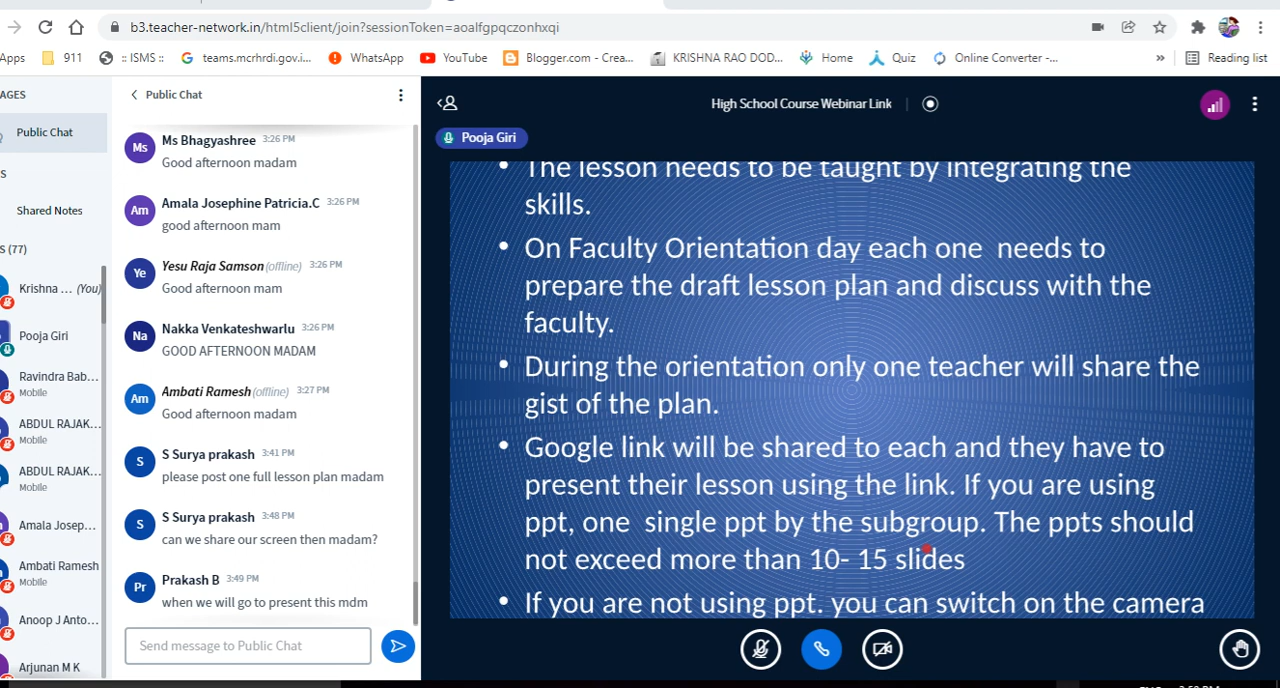 b3.teacher-network.in/html5client/join?sessionToken=aoalfgpqczonhxqi
Apps
911
:: ISMS ::
teams.mcrhrdi.gov.i...
WhatsApp
YouTube
Blogger.com - Crea...
KRISHNA RAO DOD...
Home
Quiz
Online Converter -...
»
Reading list
AGES
Public Chat
S
Shared Notes
S (77)
Krishna ... (You)
Pooja Giri
Ravindra Bab...
Mobile
ABDUL RAJAK...
Mobile
ABDUL RAJAK...
Mobile
Amala Josep...
Ambati Ramesh
Mobile
Anoop J Anto...
Arjunan M K
Public Chat
Ms
Ms Bhagyashree 3:26 PM
Good afternoon madam
Am
Amala Josephine Patricia.C 3:26 PM
good afternoon mam
Ye
Yesu Raja Samson (offline) 3:26 PM
Good afternoon mam
Na
Nakka Venkateshwarlu 3:26 PM
GOOD AFTERNOON MADAM
Am
Ambati Ramesh (offline) 3:27 PM
Good afternoon madam
S
S Surya prakash 3:41 PM
please post one full lesson plan madam
S
S Surya prakash 3:48 PM
can we share our screen then madam?
Pr
Prakash B 3:49 PM
when we will go to present this mdm
Send message to Public Chat
High School Course Webinar Link
Pooja Giri
• The lesson needs to be taught by integrating the
skills.
• On Faculty Orientation day each one needs to
prepare the draft lesson plan and discuss with the
faculty.
• During the orientation only one teacher will share the
gist of the plan.
• Google link will be shared to each and they have to
present their lesson using the link. If you are using
ppt, one single ppt by the subgroup. The ppts should
not exceed more than 10- 15 slides
• If you are not using ppt. you can switch on the camera